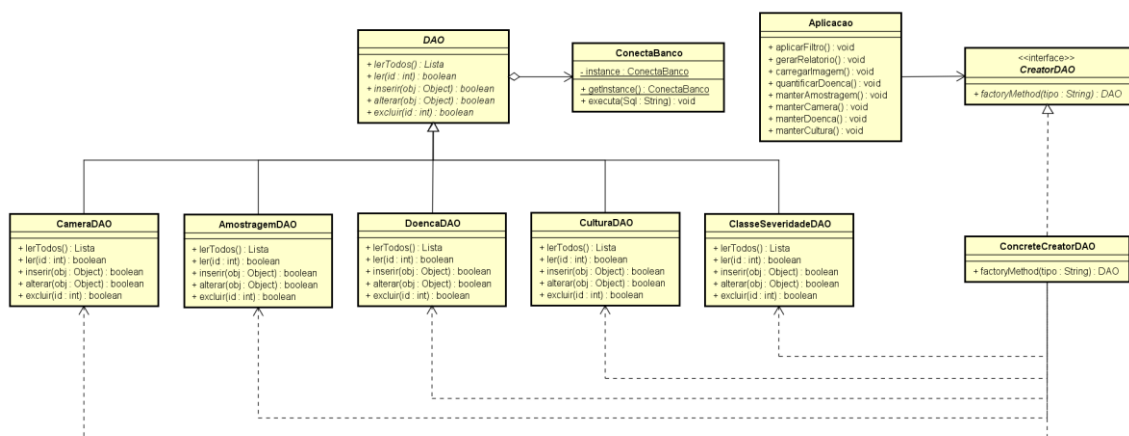 DAO
+ lerTodos() : Lista
+ ler(id : int) : boolean
+ inserir(obj : Object) : boolean
+ alterar(obj : Object) : boolean
+ excluir(id : int) : boolean
ConectaBanco
- instance : ConectaBanco
+ getInstance() : ConectaBanco
+ executa(Sql : String) : void
Aplicacao
+ aplicarFiltro() : void
+ gerarRelatorio() : void
+ carregarImagem() : void
+ quantificarDoenca() : void
+ manterAmostragem() : void
+ manterCamera() : void
+ manterDoenca() : void
+ manterCultura() : void
<<interface>>
CreatorDAO
+ factoryMethod(tipo : String) : DAO
CameraDAO
+ lerTodos() : Lista
+ ler(id : int) : boolean
+ inserir(obj : Object) : boolean
+ alterar(obj : Object) : boolean
+ excluir(id : int) : boolean
AmostragemDAO
+ lerTodos() : Lista
+ ler(id : int) : boolean
+ inserir(obj : Object) : boolean
+ alterar(obj : Object) : boolean
+ excluir(id : int) : boolean
DoencaDAO
+ lerTodos() : Lista
+ ler(id : int) : boolean
+ inserir(obj : Object) : boolean
+ alterar(obj : Object) : boolean
+ excluir(id : int) : boolean
CulturaDAO
+ lerTodos() : Lista
+ ler(id : int) : boolean
+ inserir(obj : Object) : boolean
+ alterar(obj : Object) : boolean
+ excluir(id : int) : boolean
ClasseSeveridadeDAO
+ lerTodos() : Lista
+ ler(id : int) : boolean
+ inserir(obj : Object) : boolean
+ alterar(obj : Object) : boolean
+ excluir(id : int) : boolean
ConcreteCreatorDAO
+ factoryMethod(tipo : String) : DAO